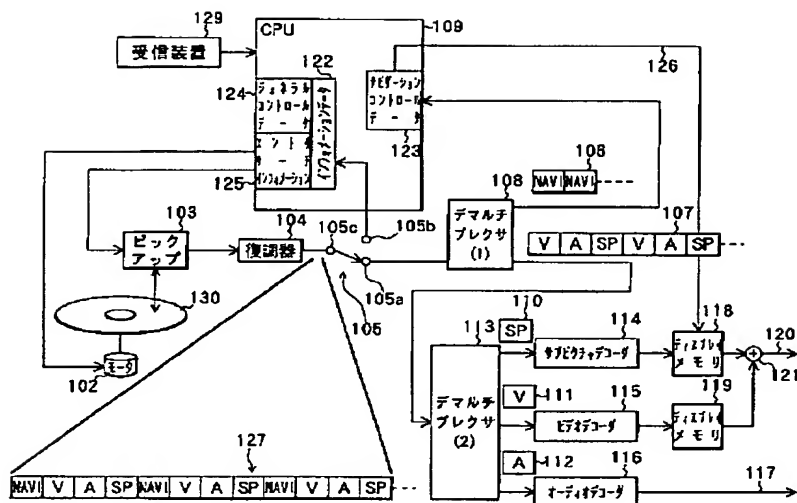 129
受信装置
CPU
109
122
124
ジェネラル
コントロール
データ
インフォメーションデータ
エントリ
サーチ
インフォメーション
125
ナビゲーション
コントロール
データ
123
126
103
ピック
アップ
104
復調器
105c
105b
105a
105
108
デマルチ
プレクサ
(1)
108
NAVI NAVI
107
V A SP V A SP
130
102
モータ
113
デマルチ
プレクサ
(2)
110
SP
114
サブピクチャデコーダ
118
ディスプレイ
メモリ
120
121
111
V
115
ビデオデコーダ
119
ディスプレイ
メモリ
112
A
116
オーディオデコーダ
117
127
NAVI V A SP NAVI V A SP NAVI V A SP